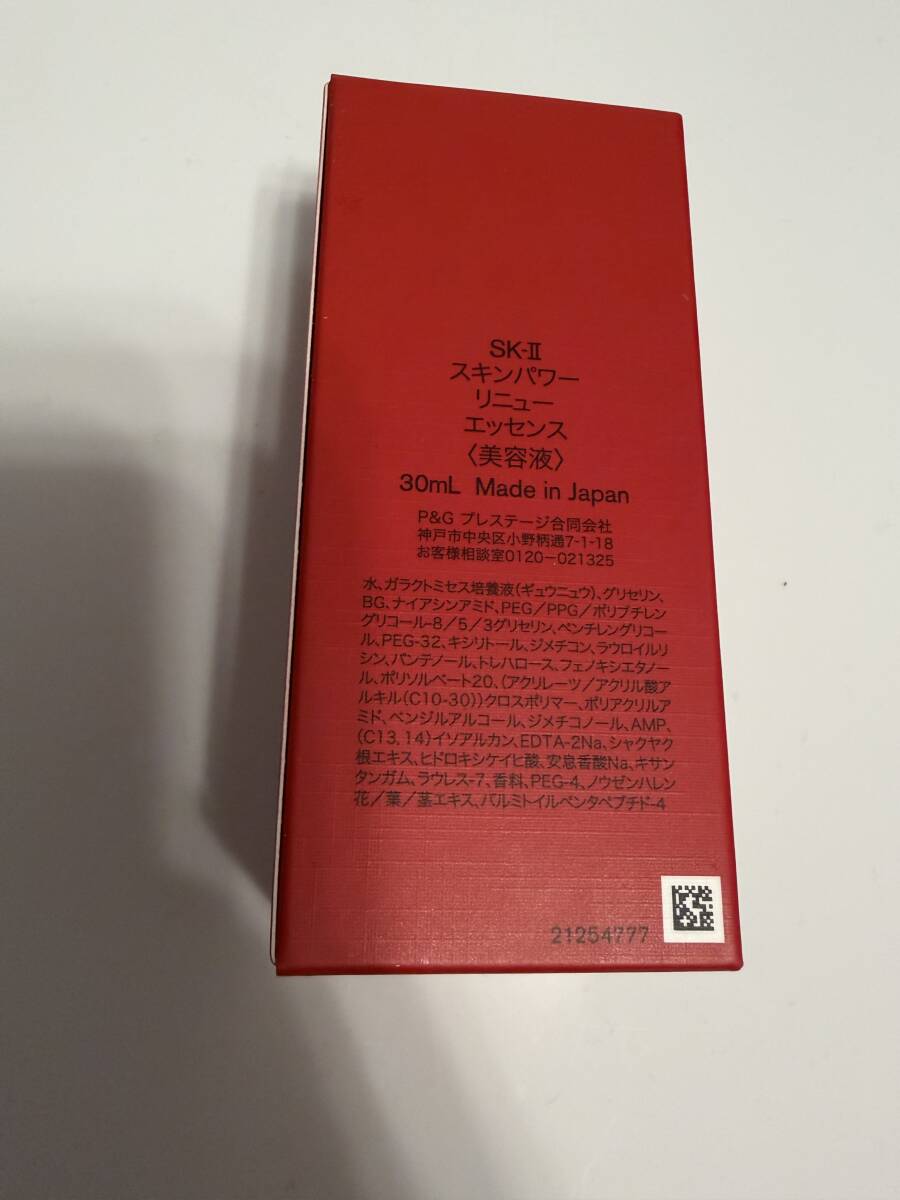 SK-II
スキンパワー
リニュー
エッセンス
〈美容液〉
30mL Made in Japan
P&G プレステージ合同会社
神戸市中央区小野柄通7-1-18
お客様相談室0120-021325
水、ガラクトミセス培養液(ギュウニュウ)、グリセリン、
BG、ナイアシンアミド、PEG/PPG/ポリブチレン
グリコール-8/5/3グリセリン、ペンチレングリコー
ル、PEG-32、キシリトール、ジメチコン、ラウロイルリ
シン、パンテノール、トレハロース、フェノキシエタノー
ル、ポリソルベート20、(アクリレーツ/アクリル酸ア
ルキル(C10-30))クロスポリマー、ポリアクリルア
ミド、ベンジルアルコール、ジメチコノール、AMP、
(C13,14)イソアルカン、EDTA-2Na、シャクヤク
根エキス、ヒドロキシケイヒ酸、安息香酸Na、キサン
タンガム、ラウレス-7、香料、PEG-4、ノウゼンハレン
花/葉/茎エキス、パルミトイルペンタペプチド-4
21254777